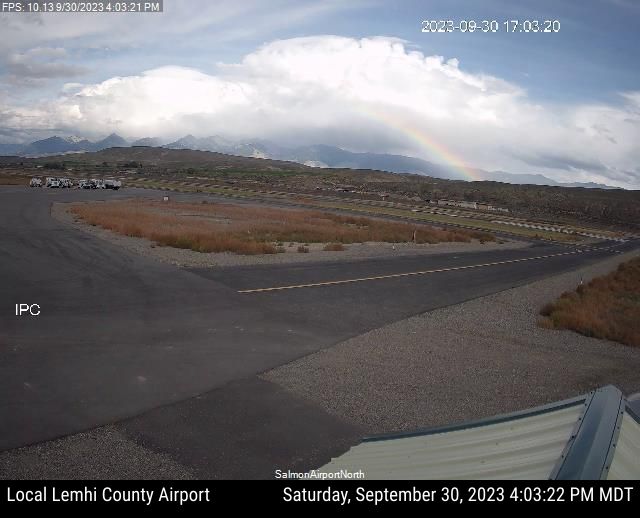 FPS: 10.13 9/30/2023 4:03:21 PM
2023-09-30 17:03:20
IPC
SalmonAirportNorth
Local Lemhi County Airport Saturday, September 30, 2023 4:03:22 PM MDT